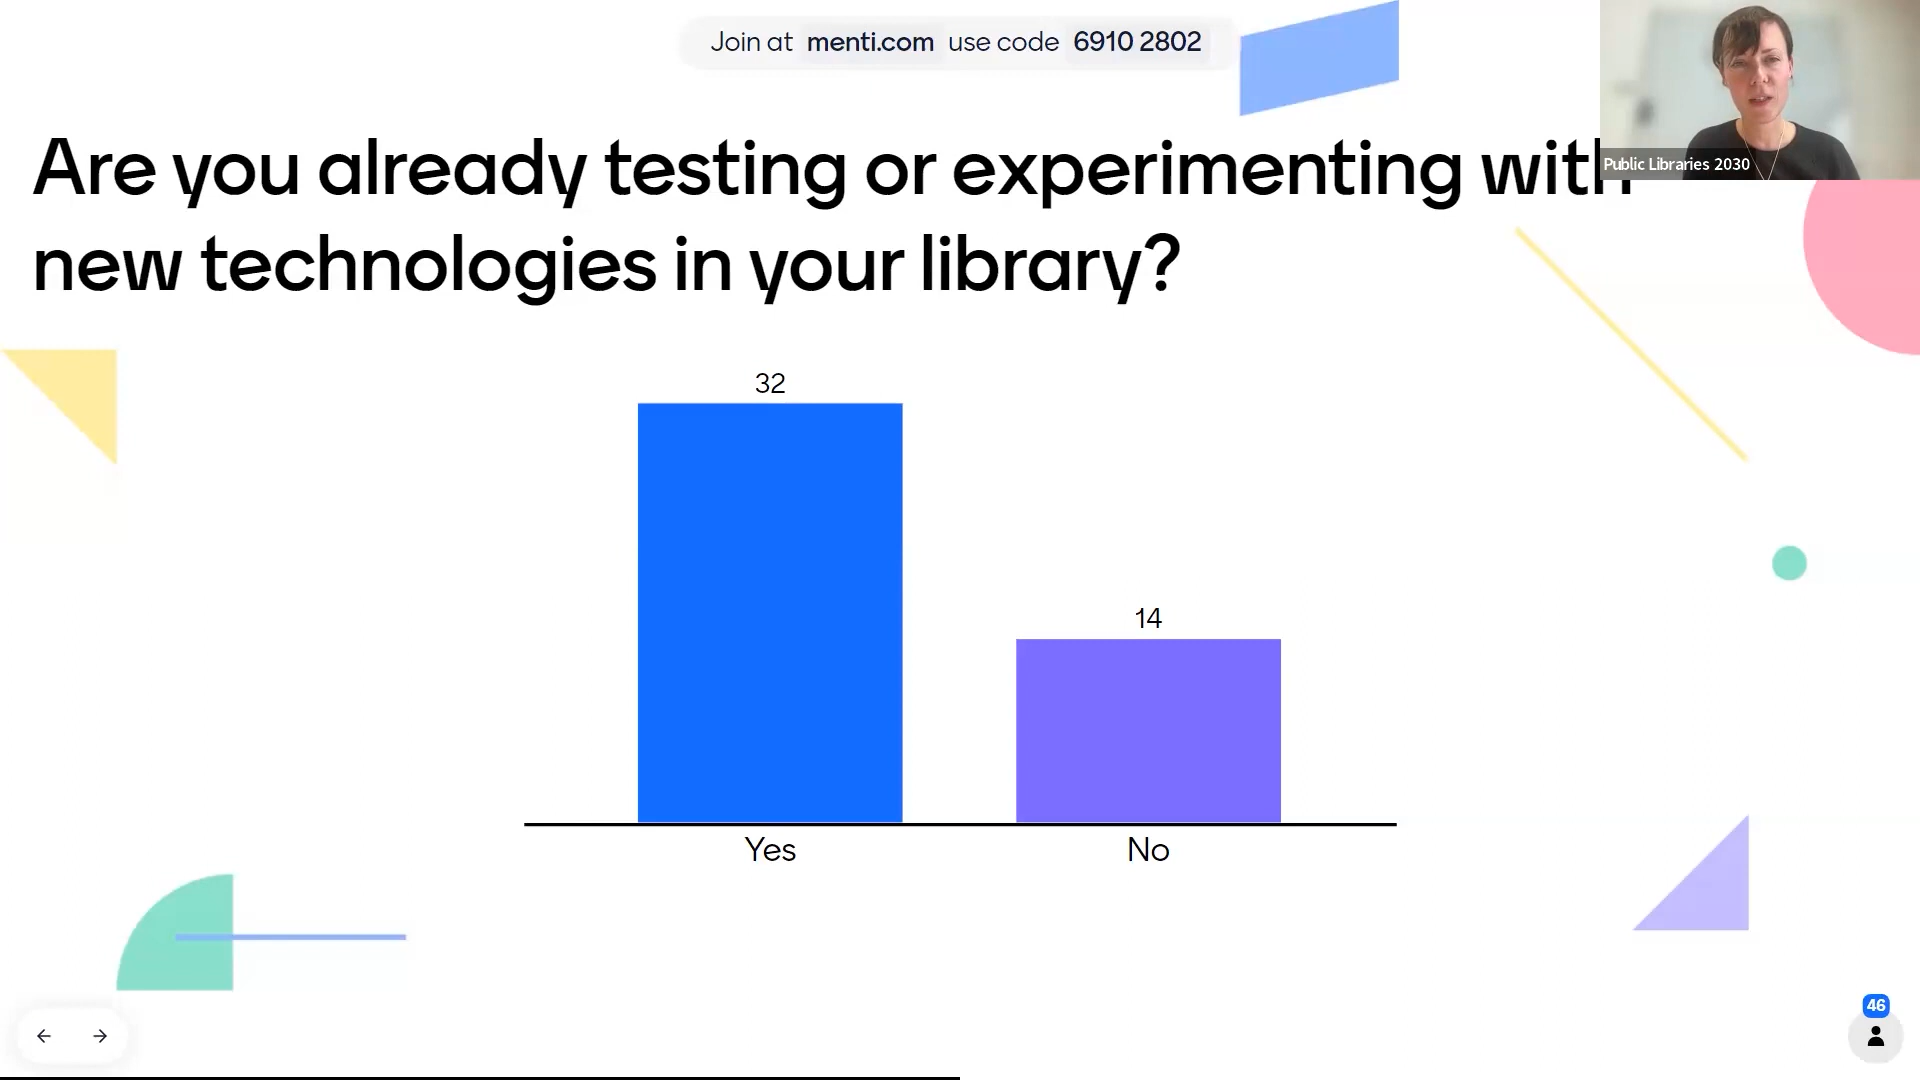 Join at menti.com use code 6910 2802
Public Libraries 2030
Are you already testing or experimenting with
new technologies in your library?
32
14
Yes
No
46